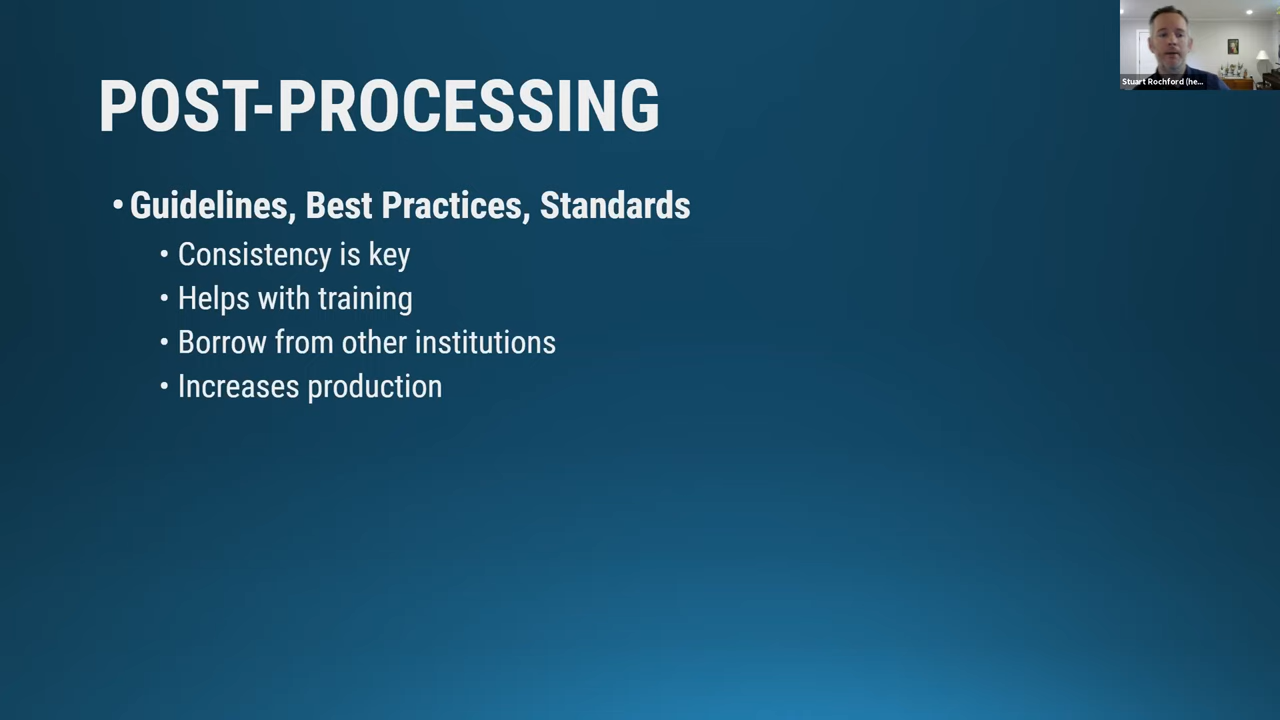 POST-PROCESSING
• Guidelines, Best Practices, Standards
• Consistency is key
• Helps with training
• Borrow from other institutions
• Increases production
Stuart Rochford (he...